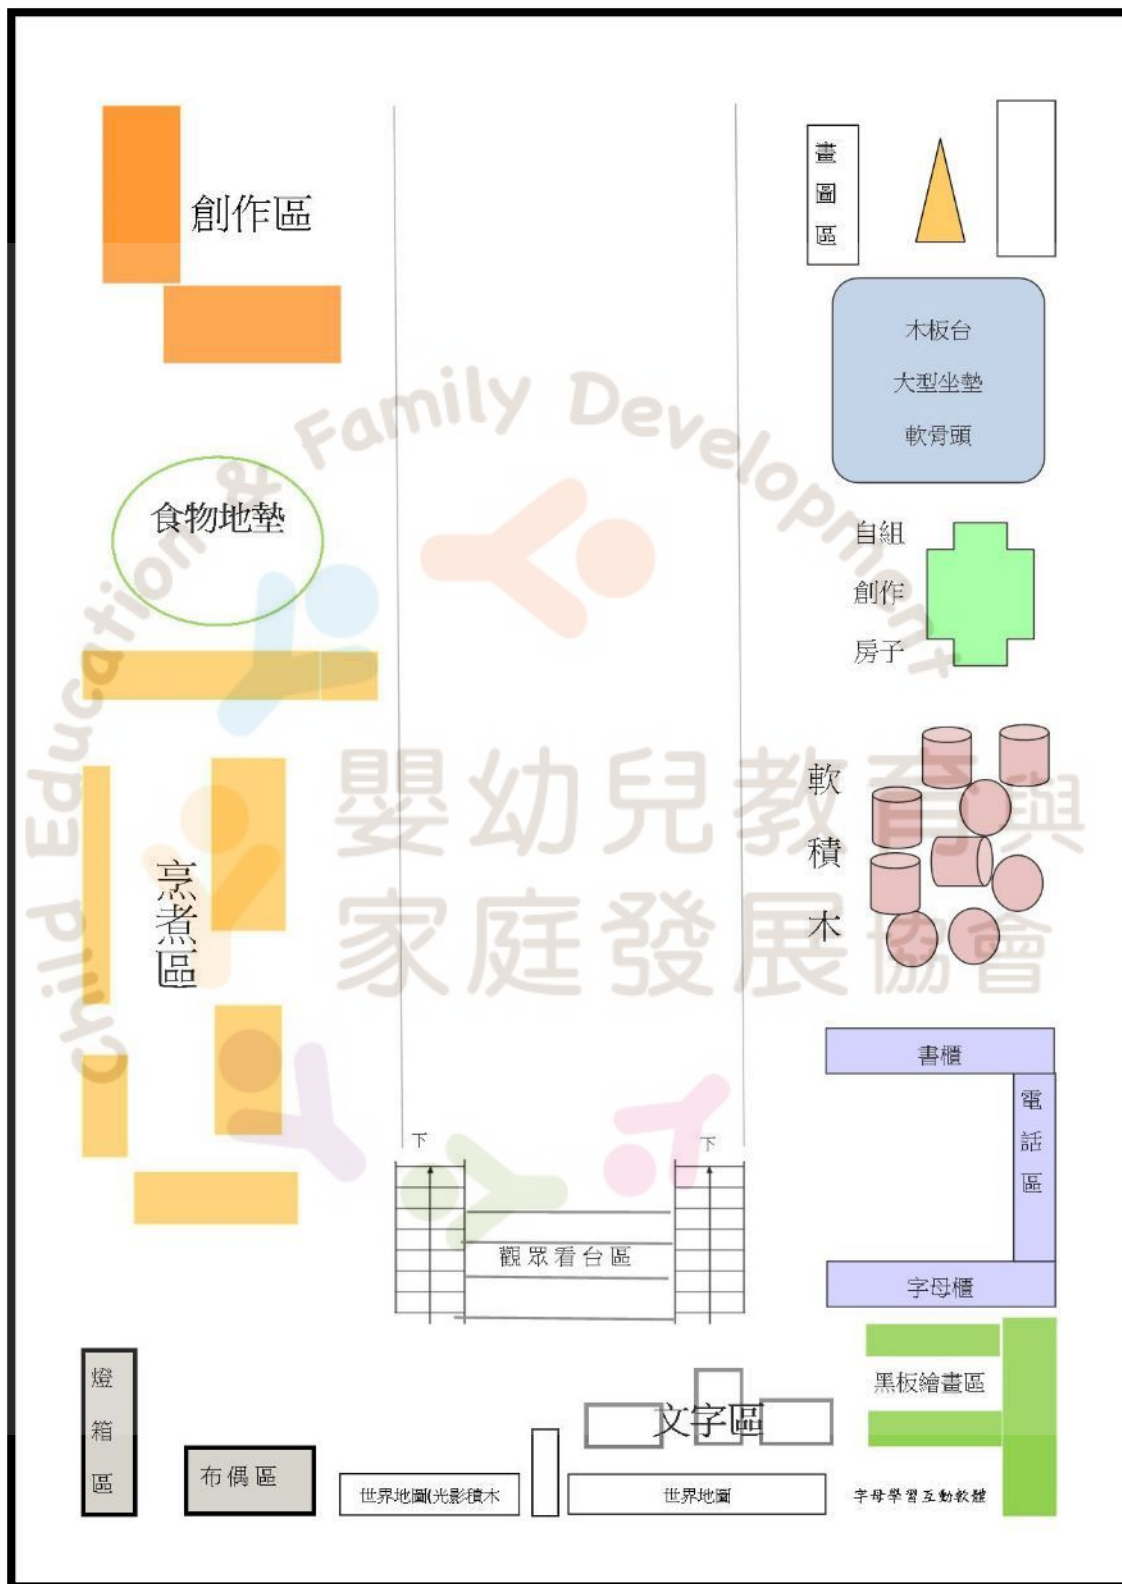 創作區
畫圖區
木板台
大型坐墊
軟骨頭
Child Education & Family Development
食物地墊
自組
創作
房子
嬰幼兒教育與
家庭發展協會
軟積木
烹煮區
書櫃
電話區
字母櫃
下
下
觀眾看台區
燈箱區
布偶區
文字區
黑板繪畫區
世界地圖(光影積木
世界地圖
字母學習互動軟體